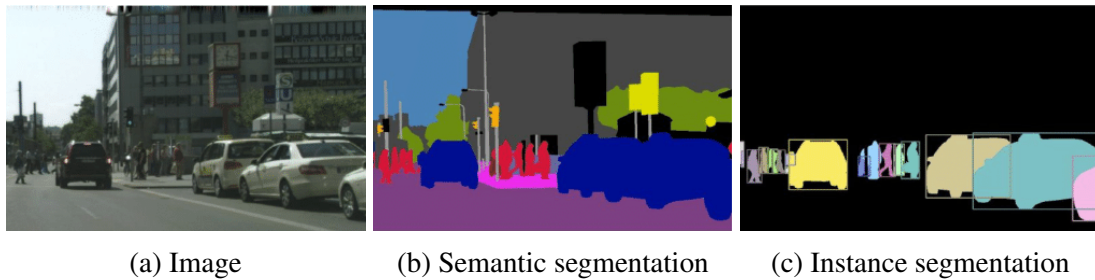 S
U
(a) Image
(b) Semantic segmentation
(c) Instance segmentation